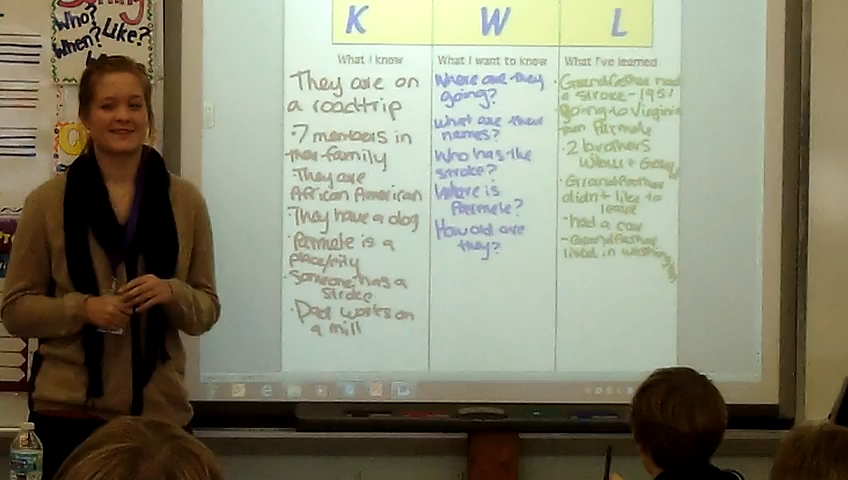 Who?
When?
Like?
K W L
What I know
They are on
a roadtrip
·7 members in
their family
·They are
African American
·They have a dog
·Parmele is a
place/city
·Someone has a
stroke
·Dad works on
a mill
What I want to know
Where are they
going?
What are their
names?
Who has the
stroke?
Where is
Parmele?
How old are
they?
What I've learned
·Grandfather had
a stroke - 1951
going to Virginia
from Parmele
·2 brothers
Wilbur +
·Grandfather
didn't like to
leave
-had a car
-Grandfather
lived in